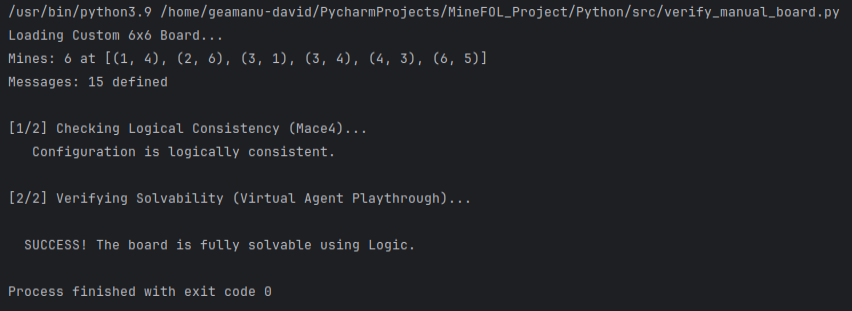 /usr/bin/python3.9 /home/geamanu-david/PycharmProjects/MineFOL_Project/Python/src/verify_manual_board.py
Loading Custom 6x6 Board...
Mines: 6 at [(1, 4), (2, 6), (3, 1), (3, 4), (4, 3), (6, 5)]
Messages: 15 defined
[1/2] Checking Logical Consistency (Mace4)...
Configuration is logically consistent.
[2/2] Verifying Solvability (Virtual Agent Playthrough)...
SUCCESS! The board is fully solvable using Logic.
Process finished with exit code 0